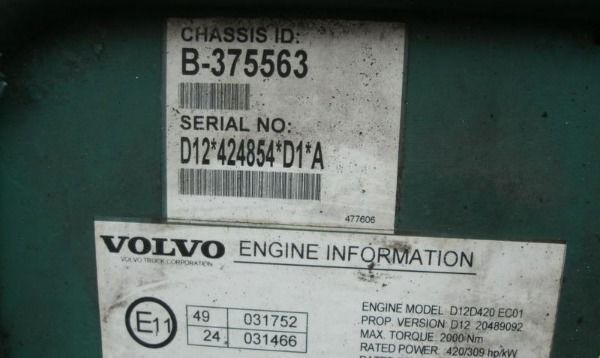 CHASSIS ID:
B-375563
SERIAL NO:
D12*424854*D1*A
477606
VOLVO ENGINE INFORMATION
VOLVO TRUCK CORPORATION
E11
49 031752
24 031466
ENGINE MODEL: D12D420 EC01
PROP. VERSION: D12 20489092
MAX. TORQUE: 2000 Nm
RATED POWER: 420/309 hp/kW